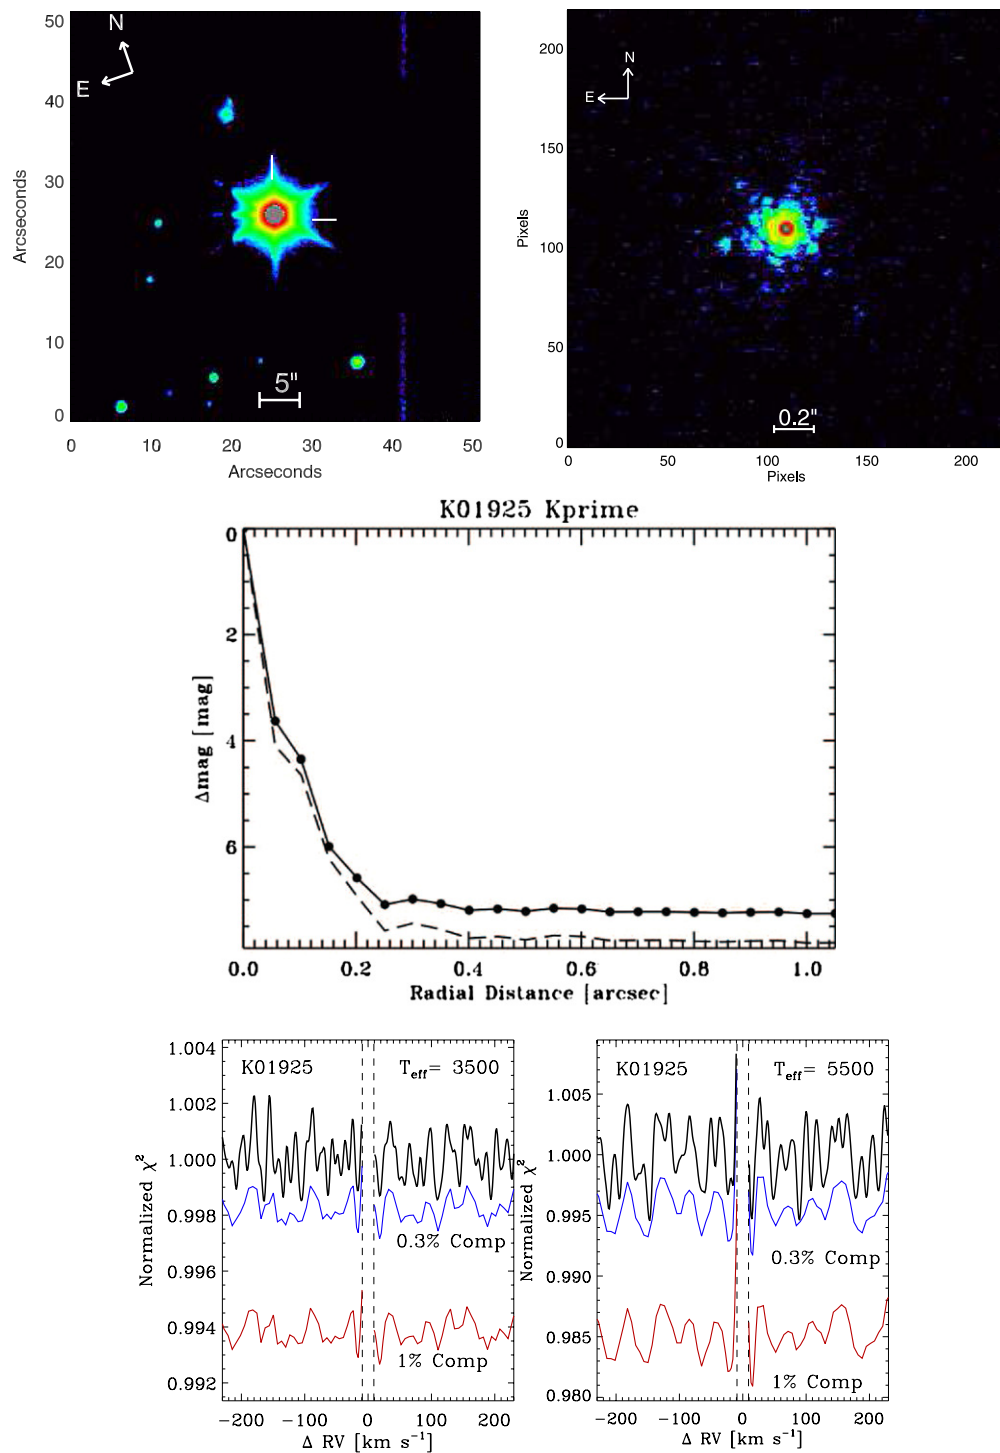 50
40
30
20
10
0
Arcseconds
N
E
5"
0 10 20 30 40 50
Arcseconds
200
150
100
50
0
Pixels
N
E
0.2"
0 50 100 150 200
Pixels
K01925 Kprime
0
2
4
6
Δmag [mag]
0.0 0.2 0.4 0.6 0.8 1.0
Radial Distance [arcsec]
1.004
1.002
1.000
0.998
0.996
0.994
0.992
Normalized χ²
K01925 Teff= 3500
0.3% Comp
1% Comp
−200 −100 0 100 200
Δ RV [km s⁻¹]
1.005
1.000
0.995
0.990
0.985
0.980
Normalized χ²
K01925 Teff= 5500
0.3% Comp
1% Comp
−200 −100 0 100 200
Δ RV [km s⁻¹]